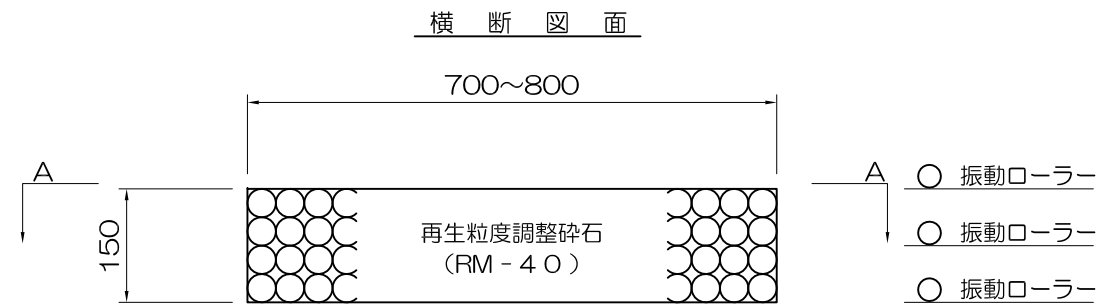 横断図面
700～800
A
A
150
再生粒度調整砕石
(RM-40)
○ 振動ローラー
○ 振動ローラー
○ 振動ローラー